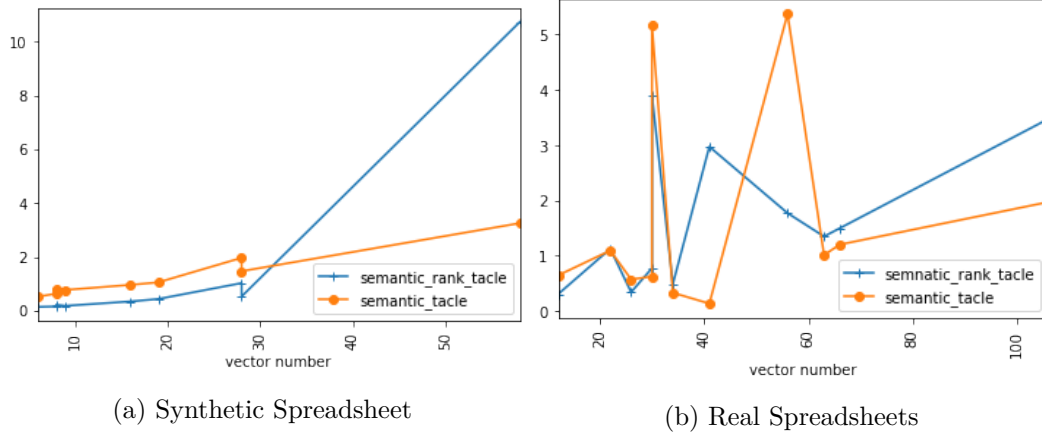 10
8
6
4
2
0
semantic_rank_tacle
semantic_tacle
10
20
30
40
50
vector number
(a) Synthetic Spreadsheet
5
4
3
2
1
0
semnatic_rank_tacle
semantic_tacle
20
40
60
80
100
vector number
(b) Real Spreadsheets